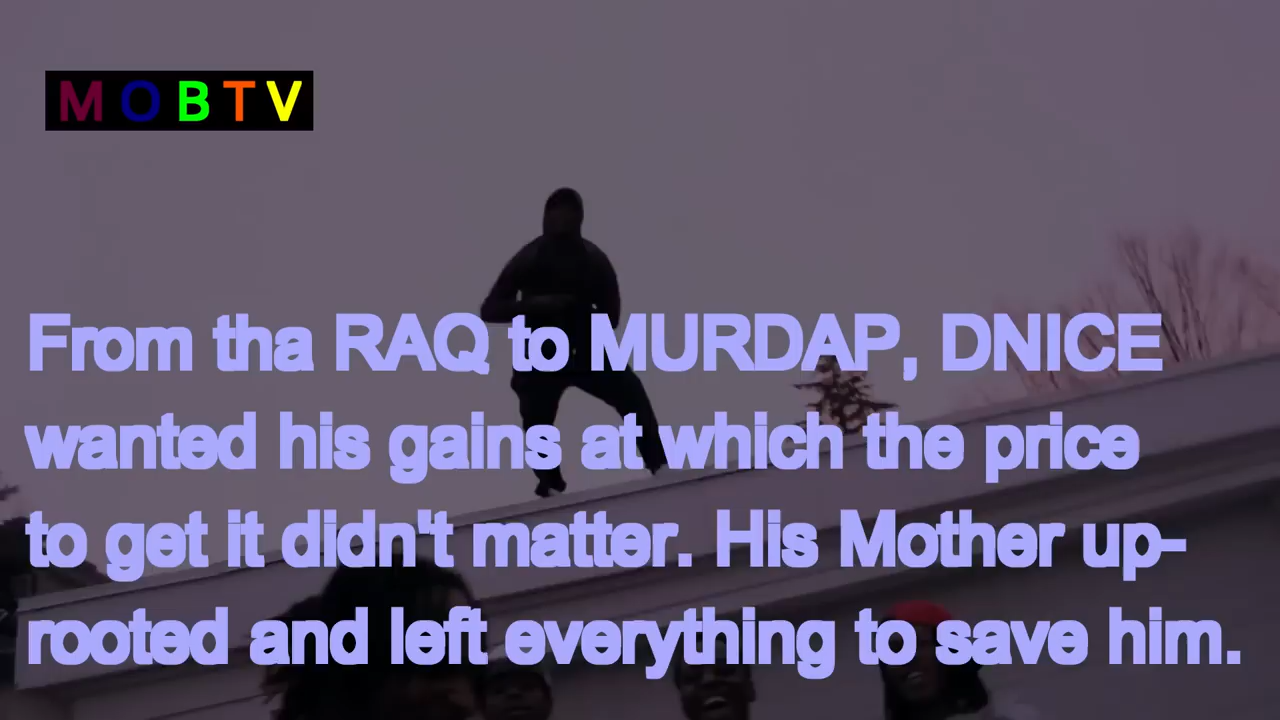 MOBTV
From tha RAQ to MURDAP, DNICE
wanted his gains at which the price
to get it didn't matter. His Mother up-
rooted and left everything to save him.